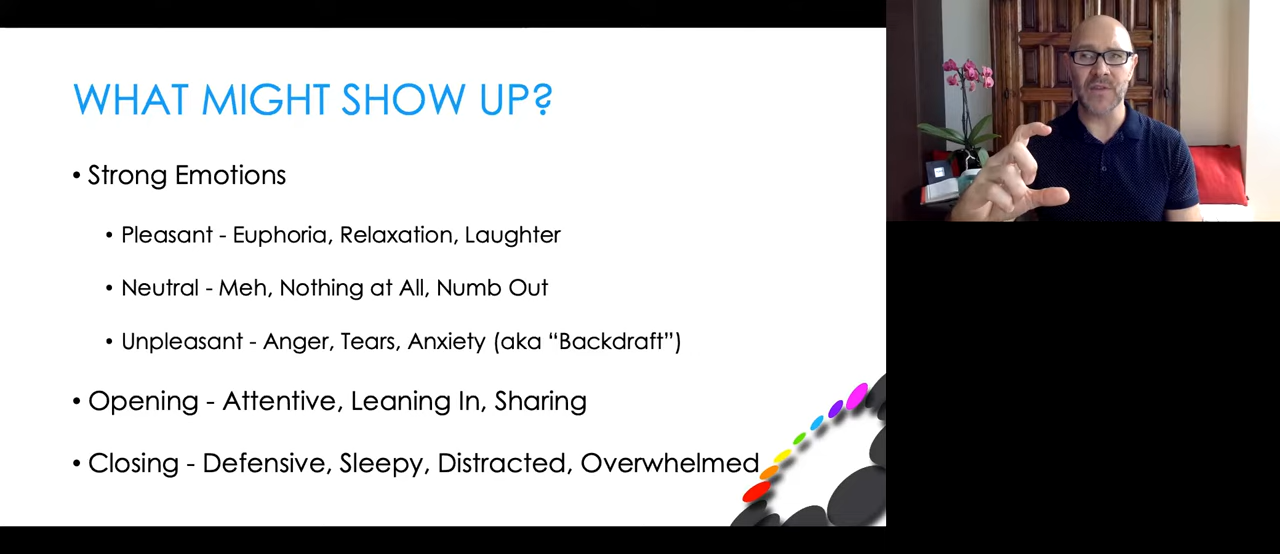 WHAT MIGHT SHOW UP?
• Strong Emotions
• Pleasant - Euphoria, Relaxation, Laughter
• Neutral - Meh, Nothing at All, Numb Out
• Unpleasant - Anger, Tears, Anxiety (aka “Backdraft”)
• Opening - Attentive, Leaning In, Sharing
• Closing - Defensive, Sleepy, Distracted, Overwhelmed